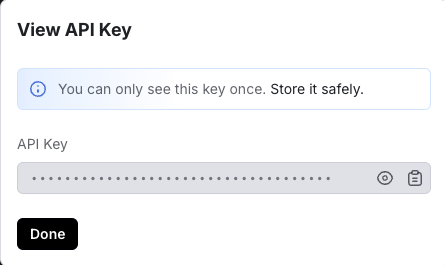 View API Key
You can only see this key once. Store it safely.
API Key
••••••••••••••••••••••••••••••••••••
Done